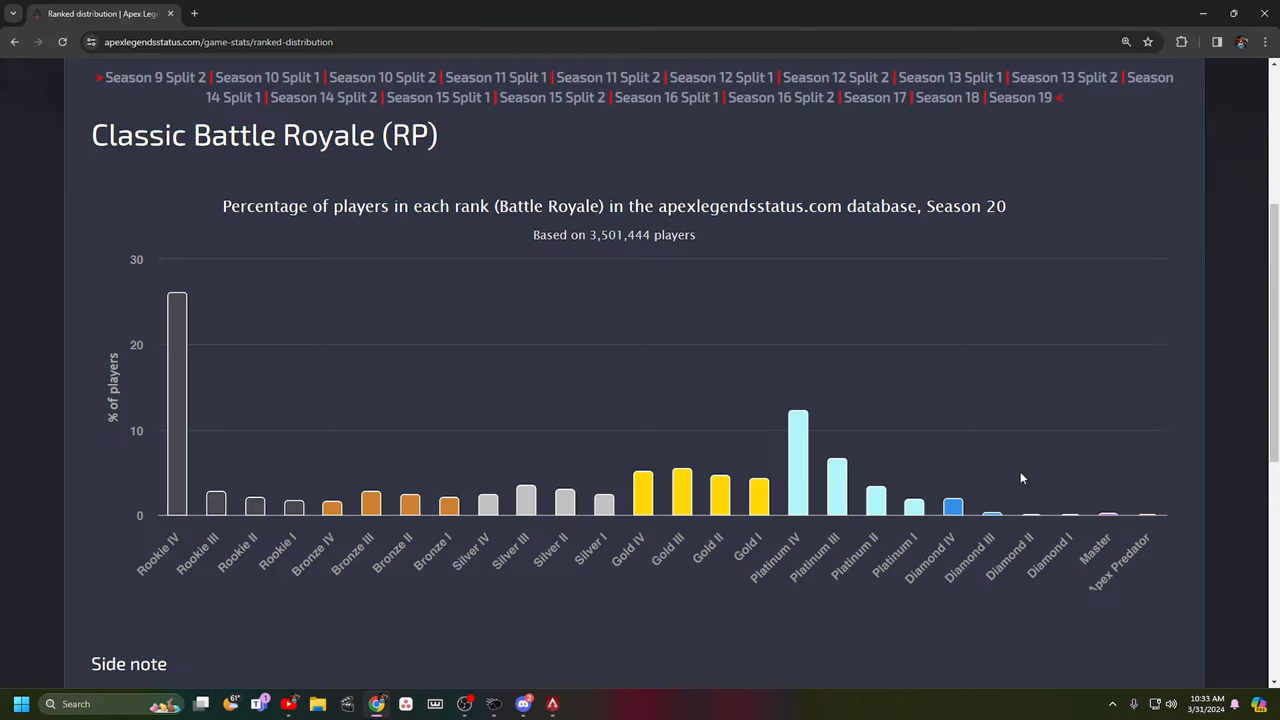 Ranked distribution | Apex Leg
apexlegendsstatus.com/game-stats/ranked-distribution
> Season 9 Split 2 | Season 10 Split 1 | Season 10 Split 2 | Season 11 Split 1 | Season 11 Split 2 | Season 12 Split 1 | Season 12 Split 2 | Season 13 Split 1 | Season 13 Split 2 | Season
14 Split 1 | Season 14 Split 2 | Season 15 Split 1 | Season 15 Split 2 | Season 16 Split 1 | Season 16 Split 2 | Season 17 | Season 18 | Season 19 <
Classic Battle Royale (RP)
Percentage of players in each rank (Battle Royale) in the apexlegendsstatus.com database, Season 20
Based on 3,501,444 players
% of players
30
20
10
0
Rookie IV
Rookie III
Rookie II
Rookie I
Bronze IV
Bronze III
Bronze II
Bronze I
Silver IV
Silver III
Silver II
Silver I
Gold IV
Gold III
Gold II
Gold I
Platinum IV
Platinum III
Platinum II
Platinum I
Diamond IV
Diamond III
Diamond II
Diamond I
Master
Apex Predator
Side note
Search
61°
1
2
10:33 AM
3/31/2024